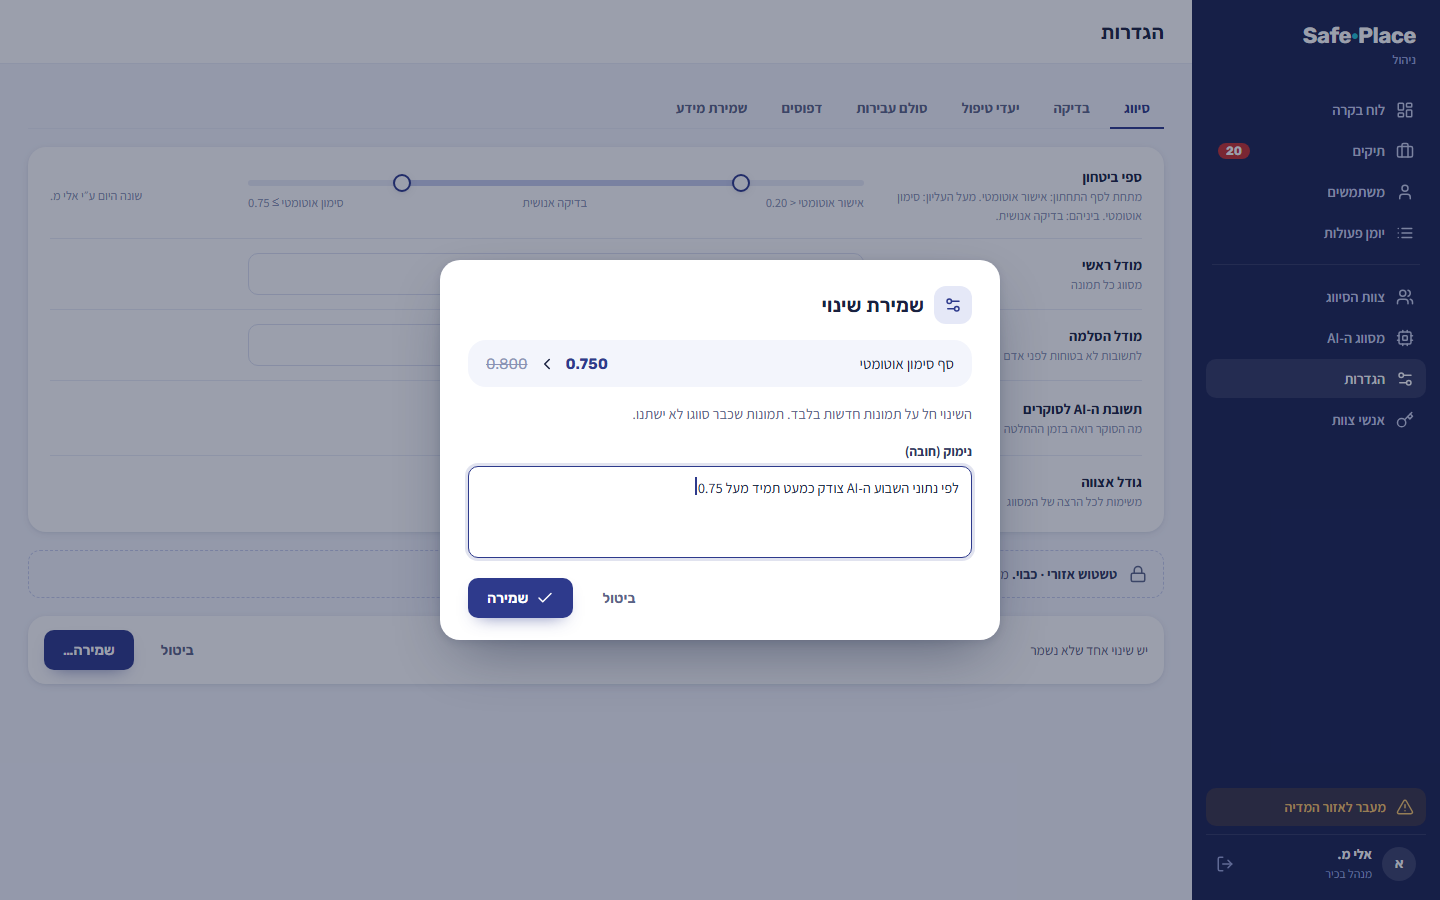 Safe•Place
ניהול
לוח בקרה
תיקים
20
משתמשים
יומן פעולות
צוות הסיווג
מסווג ה-AI
הגדרות
אנשי צוות
מעבר לאזור המדיה
א
אלי מ.
מנהל בכיר
הגדרות
סיווג
בדיקה
יעדי טיפול
סולם עבירות
דפוסים
שמירת מידע
ספי ביטחון
מתחת לסף התחתון: אישור אוטומטי. מעל העליון: סימון
אוטומטי. ביניהם: בדיקה אנושית.
אישור אוטומטי < 0.20
בדיקה אנושית
סימון אוטומטי ≥ 0.75
שונה היום ע״י אלי מ.
מודל ראשי
מסווג כל תמונה
מודל הסלמה
לתשובות לא בטוחות לפני אדם
תשובת ה-AI לסוקרים
מה הסוקר רואה בזמן ההחלטה
גודל אצווה
משימות לכל הרצה של המסווג
טשטוש אזורי · כבוי.
יש שינוי אחד שלא נשמר
ביטול
שמירה...
שמירת שינוי
סף סימון אוטומטי
0.750
0.800
השינוי חל על תמונות חדשות בלבד. תמונות שכבר סווגו לא ישתנו.
נימוק (חובה)
לפי נתוני השבוע ה-AI צודק כמעט תמיד מעל 0.75
ביטול
שמירה